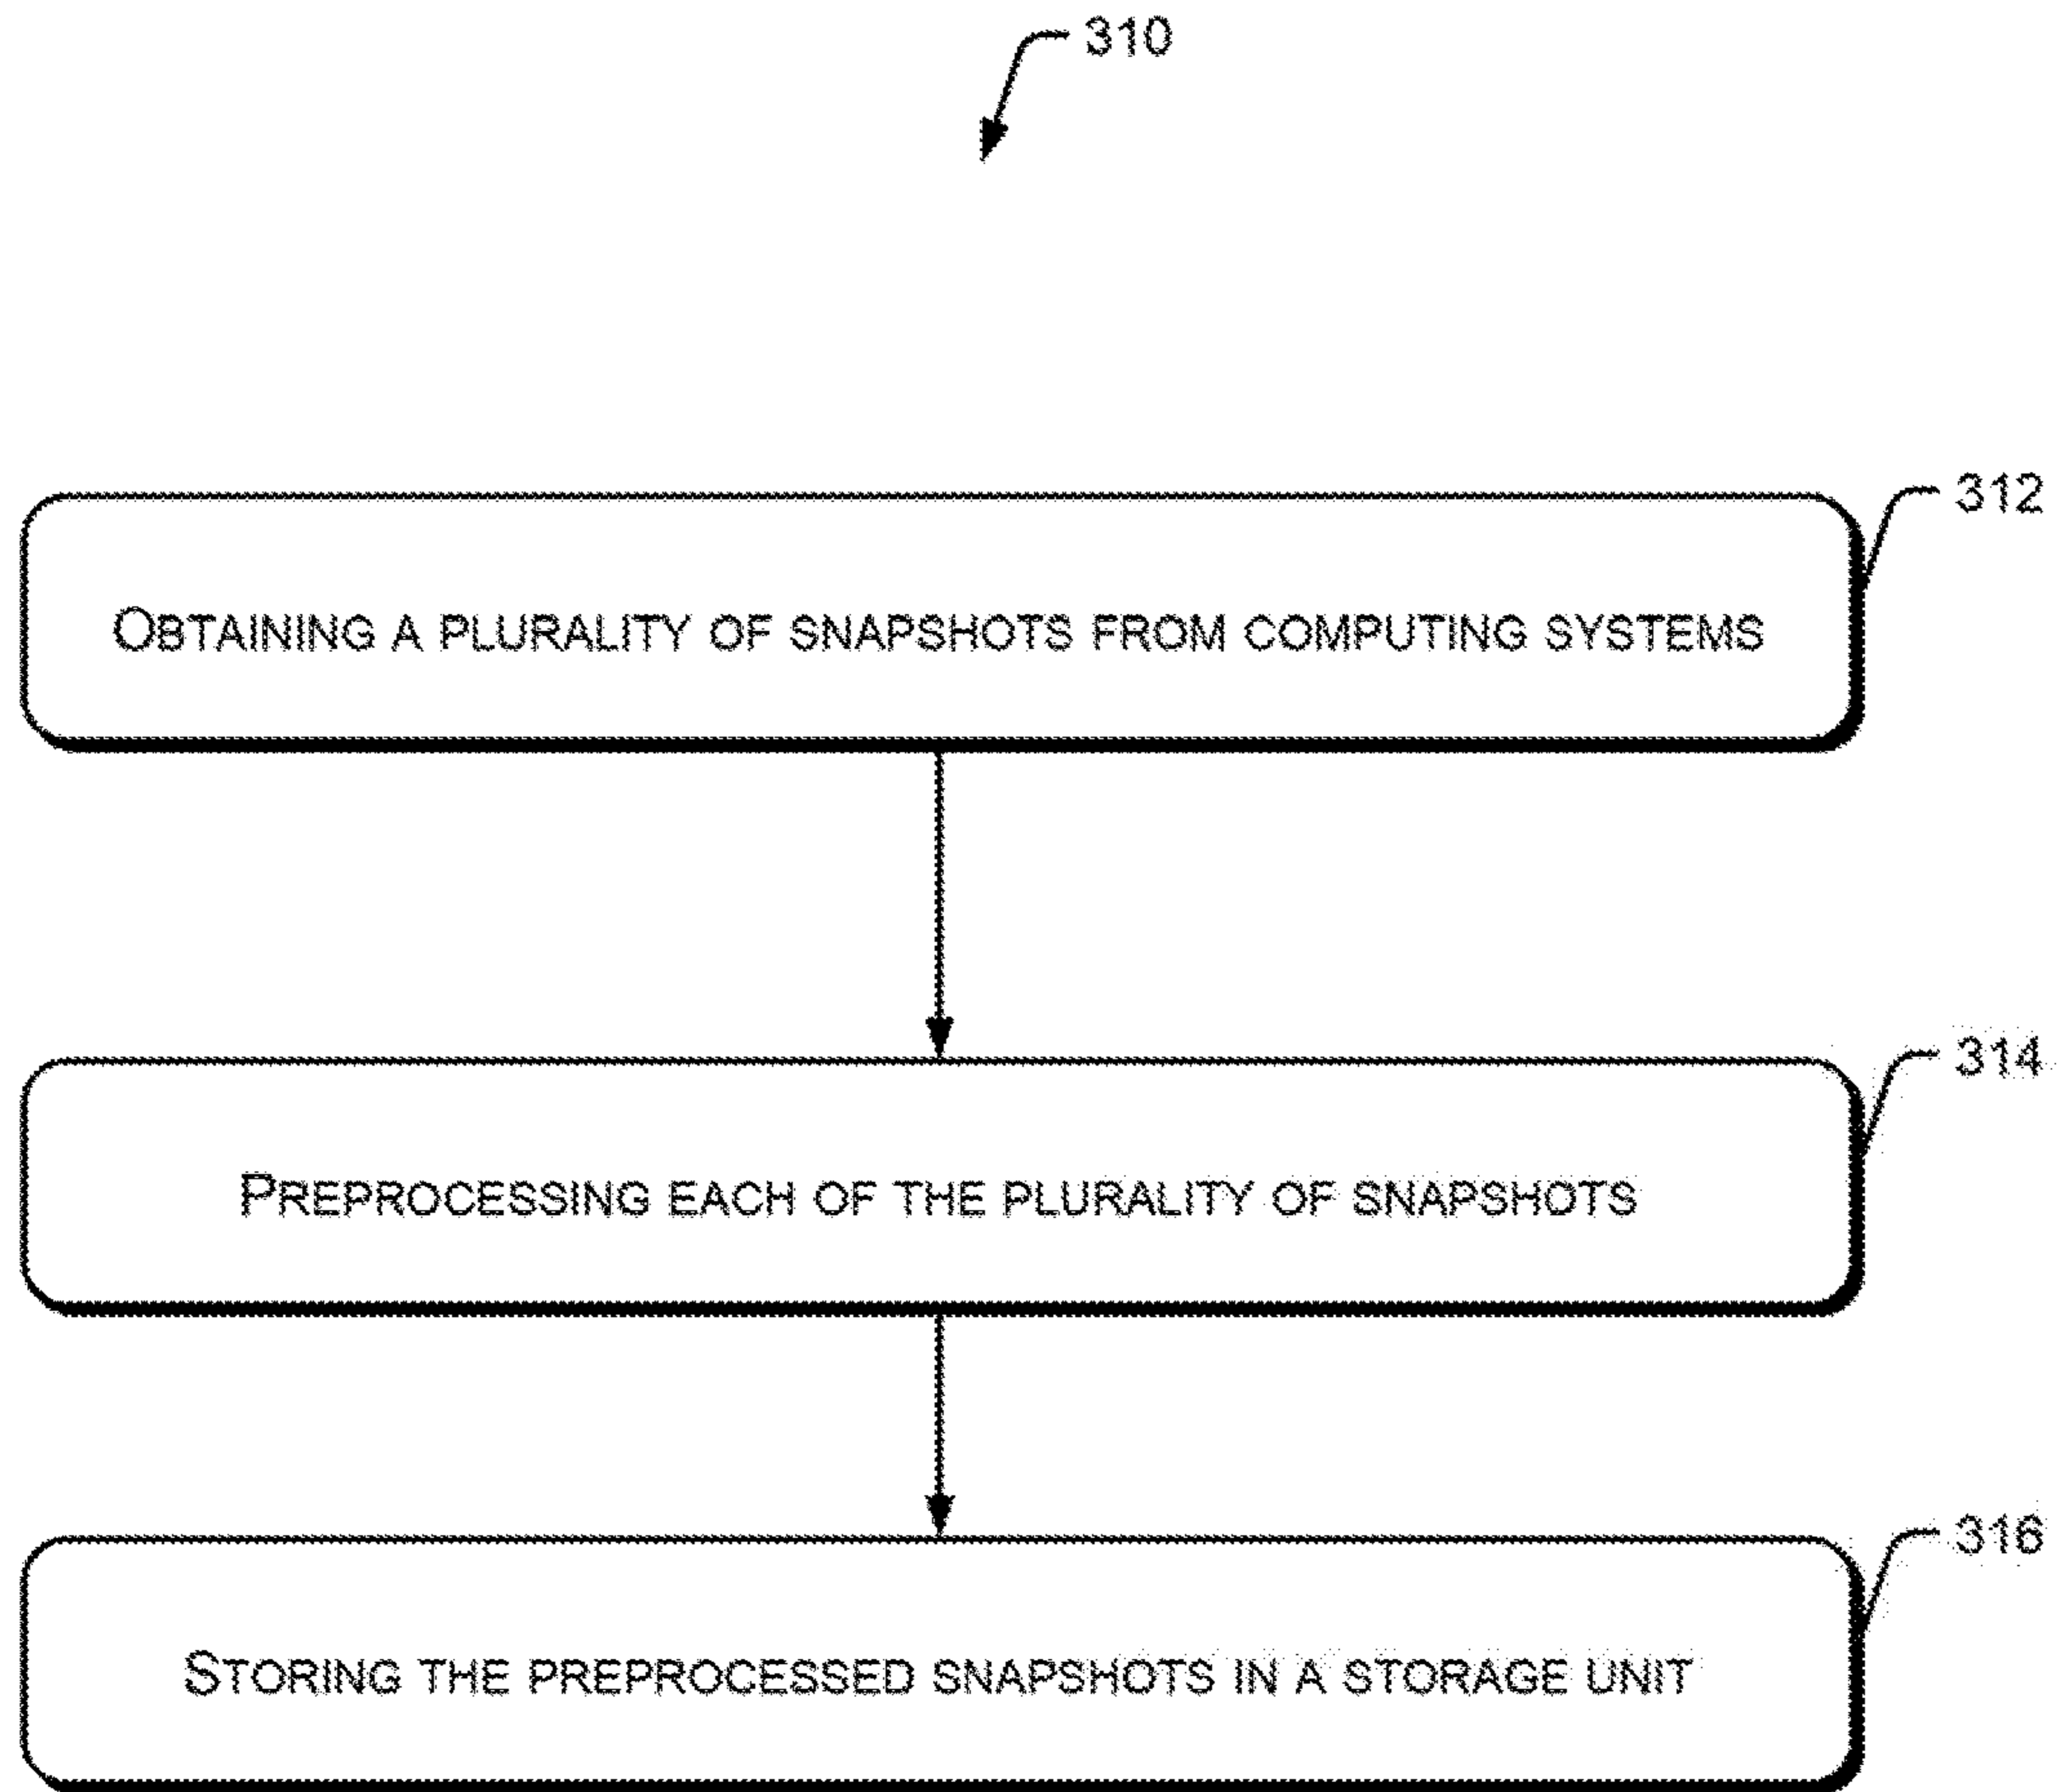 310
312
OBTAINING A PLURALITY OF SNAPSHOTS FROM COMPUTING SYSTEMS
314
PREPROCESSING EACH OF THE PLURALITY OF SNAPSHOTS
316
STORING THE PREPROCESSED SNAPSHOTS IN A STORAGE UNIT